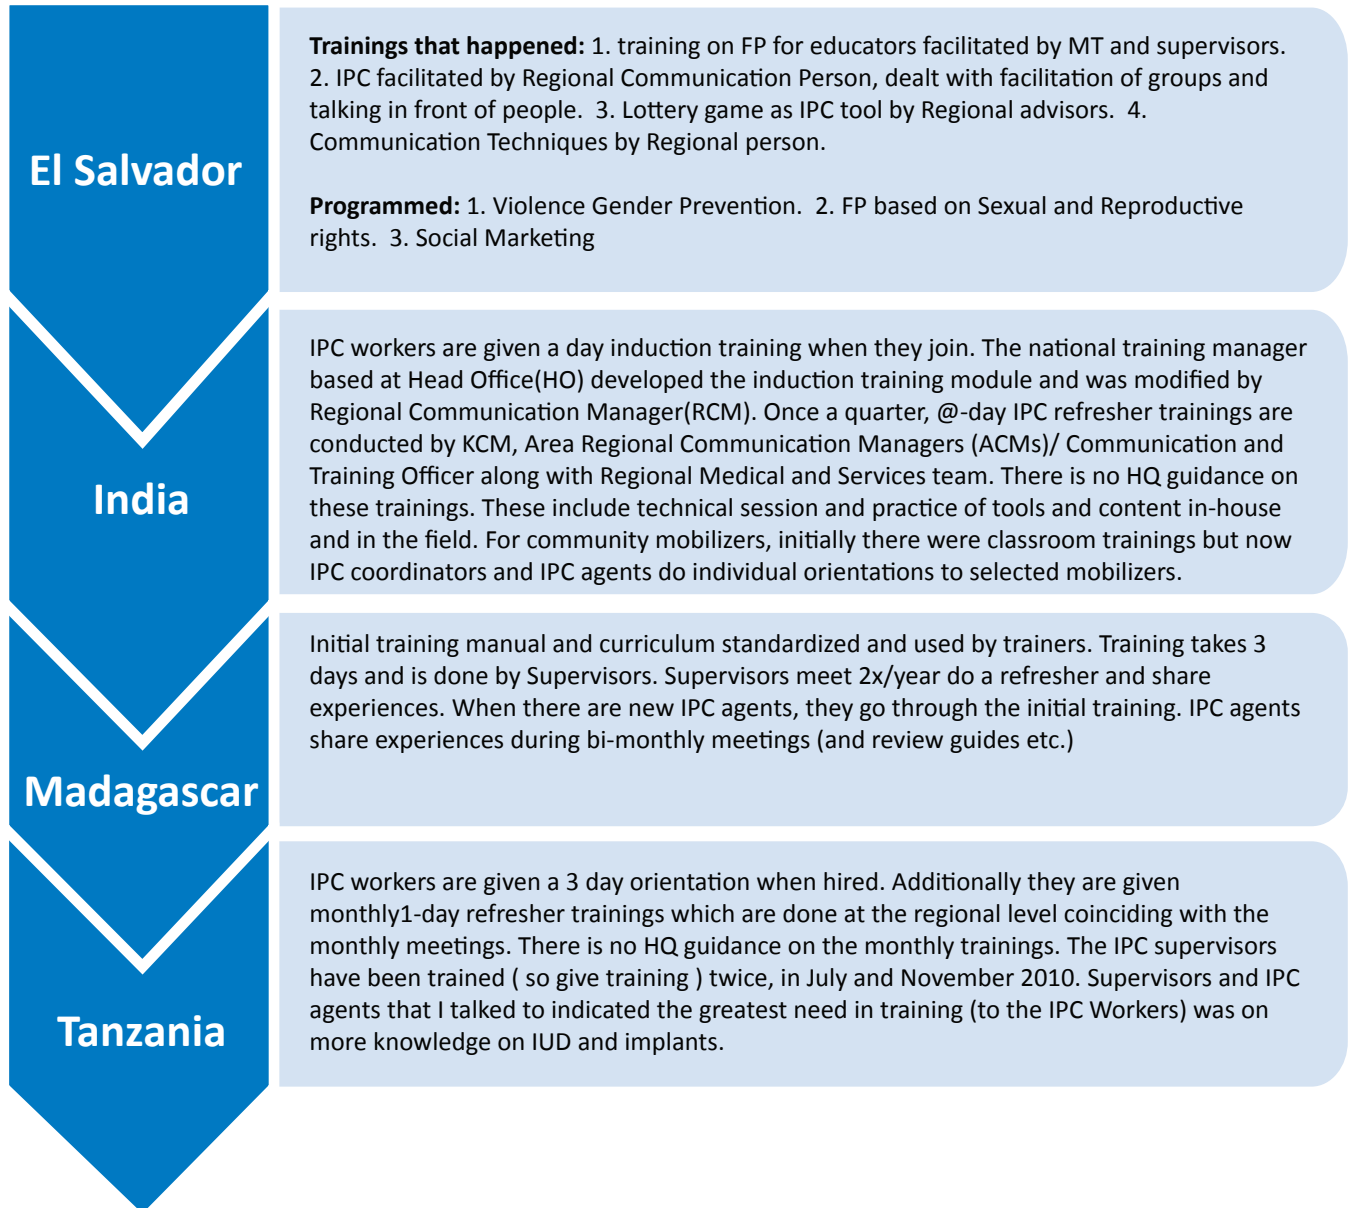 El Salvador
Trainings that happened: 1. training on FP for educators facilitated by MT and supervisors.
2. IPC facilitated by Regional Communication Person, dealt with facilitation of groups and
talking in front of people. 3. Lottery game as IPC tool by Regional advisors. 4.
Communication Techniques by Regional person.
Programmed: 1. Violence Gender Prevention. 2. FP based on Sexual and Reproductive
rights. 3. Social Marketing
India
IPC workers are given a day induction training when they join. The national training manager
based at Head Office(HO) developed the induction training module and was modified by
Regional Communication Manager(RCM). Once a quarter, @-day IPC refresher trainings are
conducted by KCM, Area Regional Communication Managers (ACMs)/ Communication and
Training Officer along with Regional Medical and Services team. There is no HQ guidance on
these trainings. These include technical session and practice of tools and content in-house
and in the field. For community mobilizers, initially there were classroom trainings but now
IPC coordinators and IPC agents do individual orientations to selected mobilizers.
Madagascar
Initial training manual and curriculum standardized and used by trainers. Training takes 3
days and is done by Supervisors. Supervisors meet 2x/year do a refresher and share
experiences. When there are new IPC agents, they go through the initial training. IPC agents
share experiences during bi-monthly meetings (and review guides etc.)
Tanzania
IPC workers are given a 3 day orientation when hired. Additionally they are given
monthly1-day refresher trainings which are done at the regional level coinciding with the
monthly meetings. There is no HQ guidance on the monthly trainings. The IPC supervisors
have been trained ( so give training ) twice, in July and November 2010. Supervisors and IPC
agents that I talked to indicated the greatest need in training (to the IPC Workers) was on
more knowledge on IUD and implants.